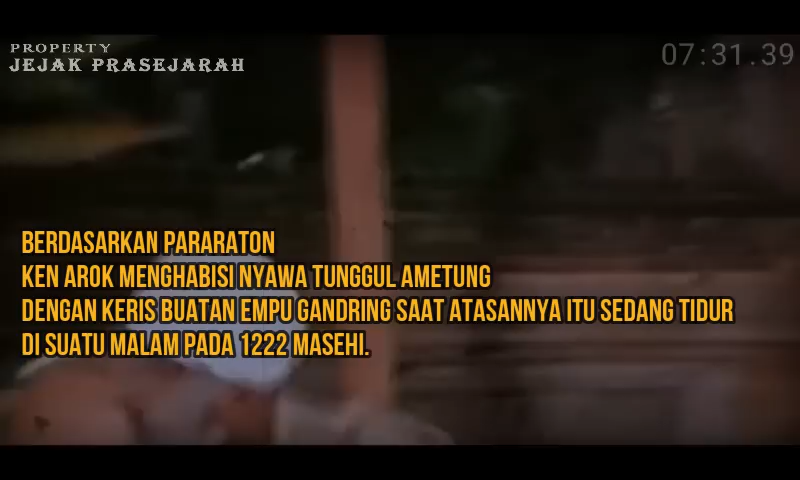 PROPERTY
JEJAK PRASEJARAH
07:31.39
BERDASARKAN PARARATON
KEN AROK MENGHABISI NYAWA TUNGGUL AMETUNG
DENGAN KERIS BUATAN EMPU GANDRING SAAT ATASANNYA ITU SEDANG TIDUR
DI SUATU MALAM PADA 1222 MASEHI.